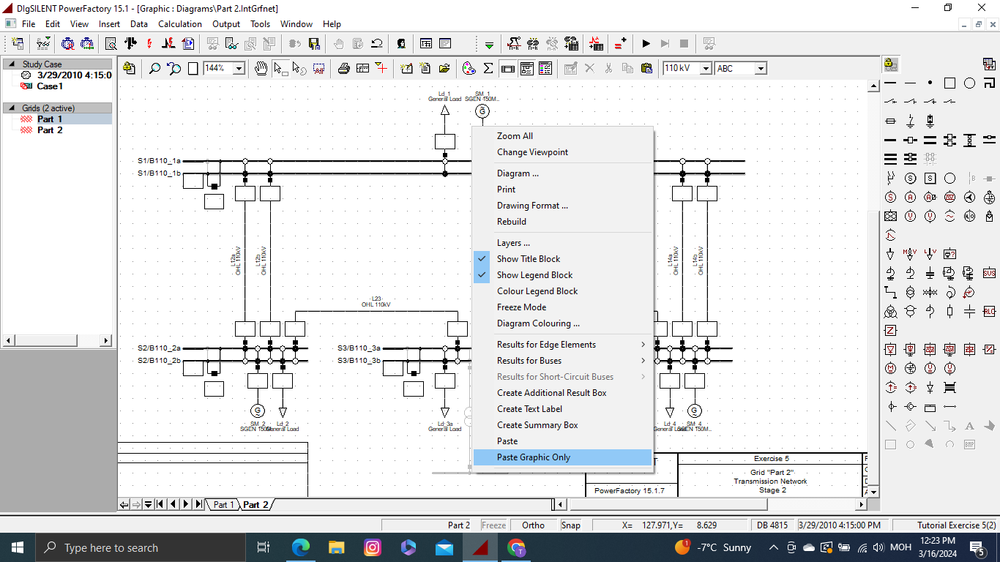 DIgSILENT PowerFactory 15.1 - [Graphic : Diagrams\Part 2.IntGrfnet]
File Edit View Insert Data Calculation Output Tools Window Help
144%
110 kV
ABC
Study Case
3/29/2010 4:15:0
Case1
Grids (2 active)
Part 1
Part 2
Ld_1
General Load
SM_1
SGEN 150M..
S1/B110_1a
S1/B110_1b
L12a
OHL 110kV
L12b
OHL 110kV
L14a
OHL 110kV
L14b
OHL 110kV
L23
OHL 110kV
S2/B110_2a
S2/B110_2b
S3/B110_3a
S3/B110_3b
SM_2
SGEN 150M..
Ld_2
General Load
Ld_3a
General Load
Ld_4
General Load
SM_4
SGEN 150M..
Zoom All
Change Viewpoint
Diagram ...
Print
Drawing Format ...
Rebuild
Layers ...
Show Title Block
Show Legend Block
Colour Legend Block
Freeze Mode
Diagram Colouring ...
Results for Edge Elements
Results for Buses
Results for Short-Circuit Buses
Create Additional Result Box
Create Text Label
Create Summary Box
Paste
Paste Graphic Only
PowerFactory 15.1.7
Exercise 5
Grid "Part 2"
Transmission Network
Stage 2
SVS
RLC
BMP
Part 1
Part 2
Part 2 Freeze Ortho Snap X= 127.971,Y= 8.629 DB 4815 3/29/2010 4:15:00 PM Tutorial Exercise 5(2)
Type here to search
-7°C Sunny
МОН
12:23 PM
3/16/2024
5